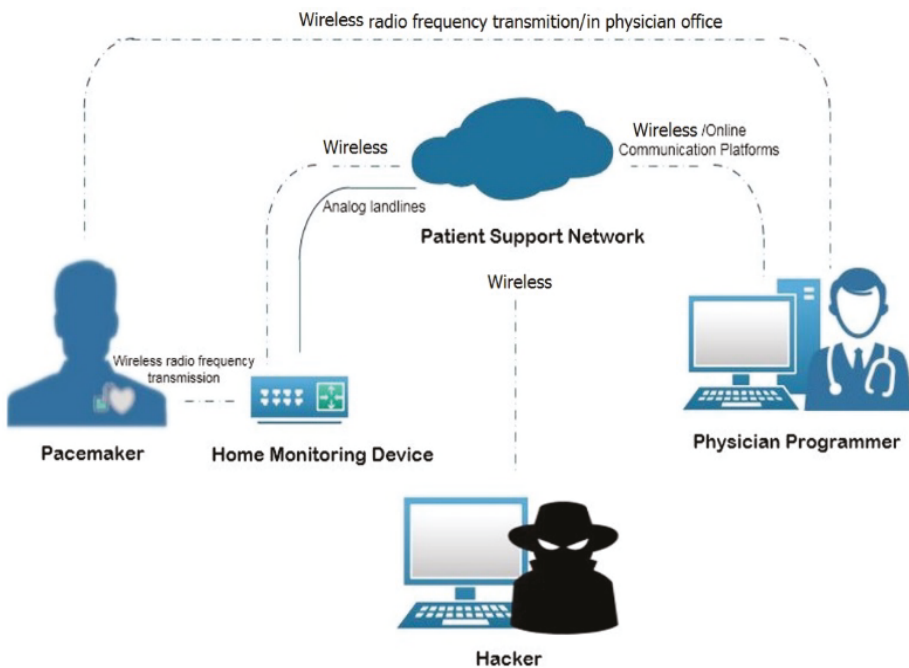 Wireless radio frequency transmition/in physician office
Wireless
Wireless /Online
Communication Platforms
Analog landlines
Patient Support Network
Wireless
Wireless radio frequency
transmission
Pacemaker
Home Monitoring Device
Physician Programmer
Hacker